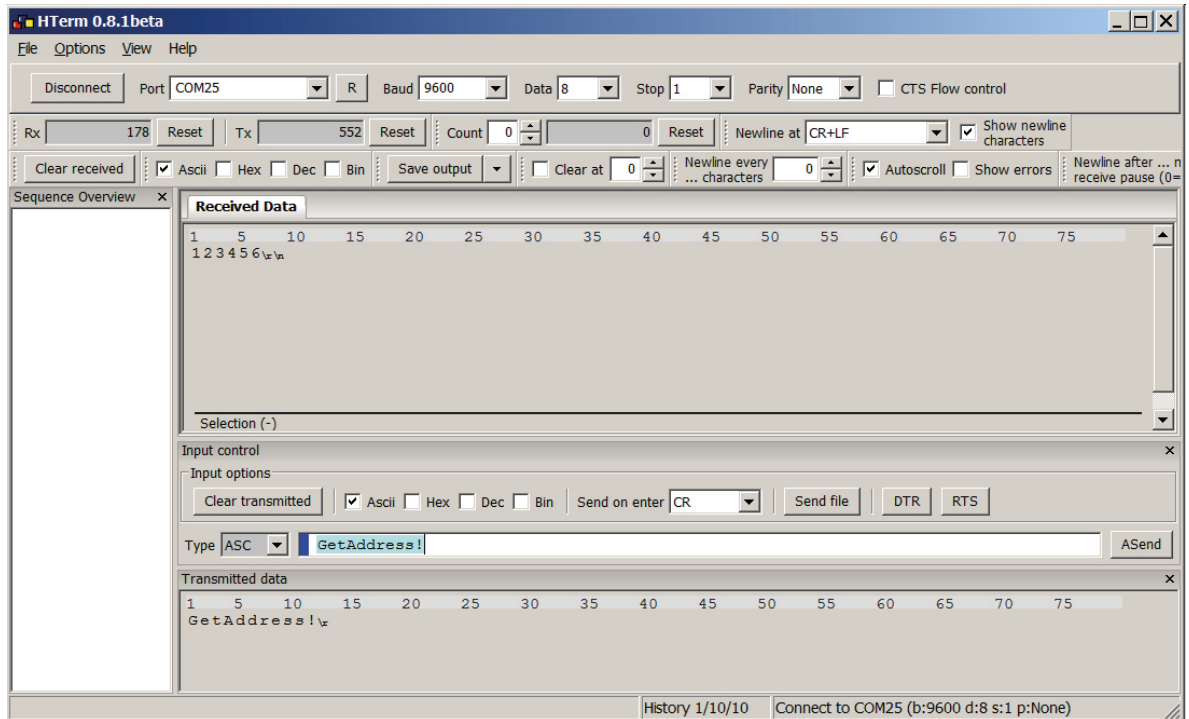 HTerm 0.8.1beta
File Options View Help
Disconnect Port COM25 R Baud 9600 Data 8 Stop 1 Parity None CTS Flow control
Rx 178 Reset Tx 552 Reset Count 0 0 Reset Newline at CR+LF Show newline characters
Clear received Ascii Hex Dec Bin Save output Clear at 0 Newline every ... characters 0 Autoscroll Show errors Newline after ... n receive pause (0=
Sequence Overview x
Received Data
1 5 10 15 20 25 30 35 40 45 50 55 60 65 70 75
123456\r\n
Selection (-)
Input control x
Input options
Clear transmitted Ascii Hex Dec Bin Send on enter CR Send file DTR RTS
Type ASC GetAddress! ASend
Transmitted data x
1 5 10 15 20 25 30 35 40 45 50 55 60 65 70 75
GetAddress!\r
History 1/10/10 Connect to COM25 (b:9600 d:8 s:1 p:None)